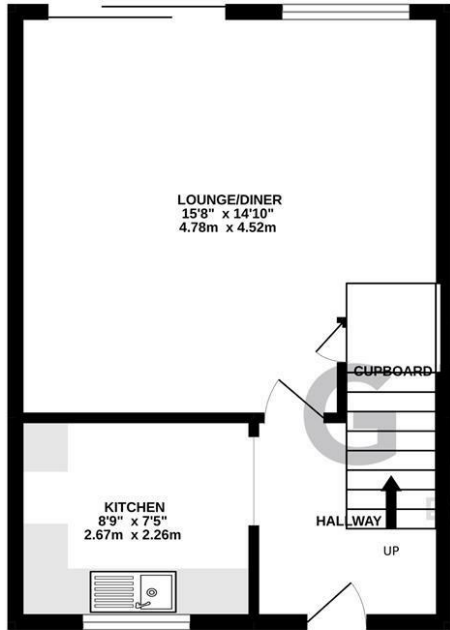 LOUNGE/DINER
15'8" x 14'10"
4.78m x 4.52m
CUPBOARD
G
KITCHEN
8'9" x 7'5"
2.67m x 2.26m
HALLWAY
UP